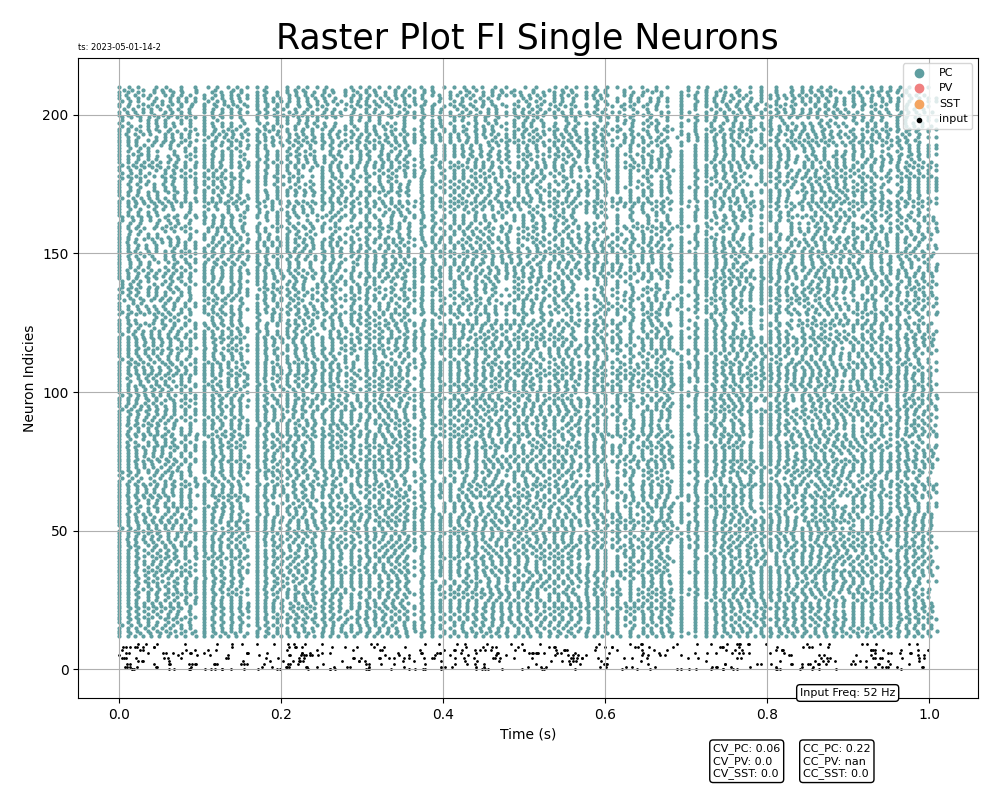 Raster Plot FI Single Neurons
ts: 2023-05-01-14-2
PC
PV
SST
input
200
150
100
50
0
Neuron Indicies
0.0 0.2 0.4 0.6 0.8 1.0
Time (s)
Input Freq: 52 Hz
CV_PC: 0.06
CV_PV: 0.0
CV_SST: 0.0
CC_PC: 0.22
CC_PV: nan
CC_SST: 0.0